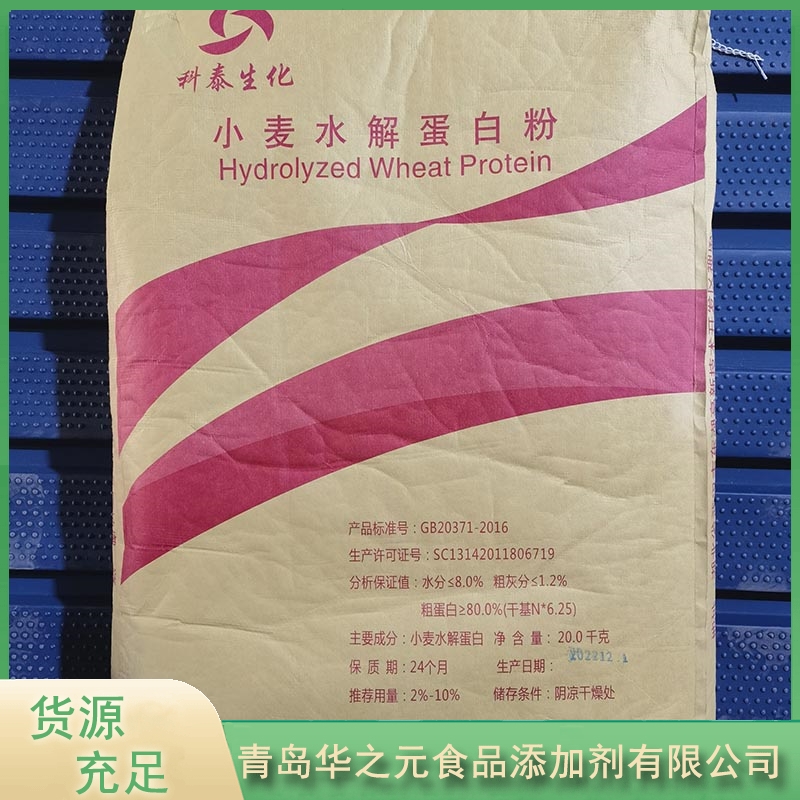 科泰生化
小麦水解蛋白粉
Hydrolyzed Wheat Protein
产品标准号：GB20371-2016
生产许可证号：SC13142011806719
分析保证值：水分≤8.0% 粗灰分≤1.2%
粗蛋白≥80.0%(干基N*6.25)
主要成分：小麦水解蛋白 净 含 量：20.0千克
保 质 期：24个月 生产日期：202212.1
推荐用量：2%-10% 储存条件：阴凉干燥处
货源
充足
青岛华之元食品添加剂有限公司